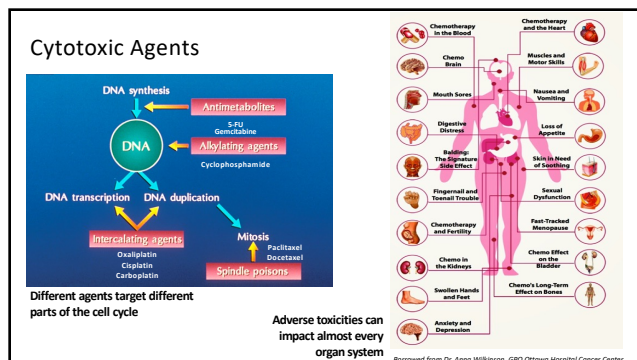 Cytotoxic Agents
DNA synthesis
Antimetabolites
5-FU
Gemcitabine
DNA
Alkylating agents
Cyclophosphamide
DNA transcription
DNA duplication
Intercalating agents
Oxaliplatin
Cisplatin
Carboplatin
Mitosis
Paclitaxel
Docetaxel
Spindle poisons
Different agents target different
parts of the cell cycle
Adverse toxicities can
impact almost every
organ system
Chemotherapy
in the Blood
Chemo
Brain
Mouth Sores
Digestive
Distress
Balding:
The Signature
Side Effect
Fingernail and
Toenail Trouble
Chemotherapy
and Fertility
Chemo in
the Kidneys
Swollen Hands
and Feet
Anxiety and
Depression
Chemotherapy
and the Heart
Muscles and
Motor Skills
Nausea and
Vomiting
Loss of
Appetite
Skin in Need
of Soothing
Sexual
Dysfunction
Fast-Tracked
Menopause
Chemo Effect
on the
Bladder
Chemo's Long-Term
Effect on Bones
Borrowed from Dr. Anna Wilkinson, GPO Ottawa Hospital Cancer Center